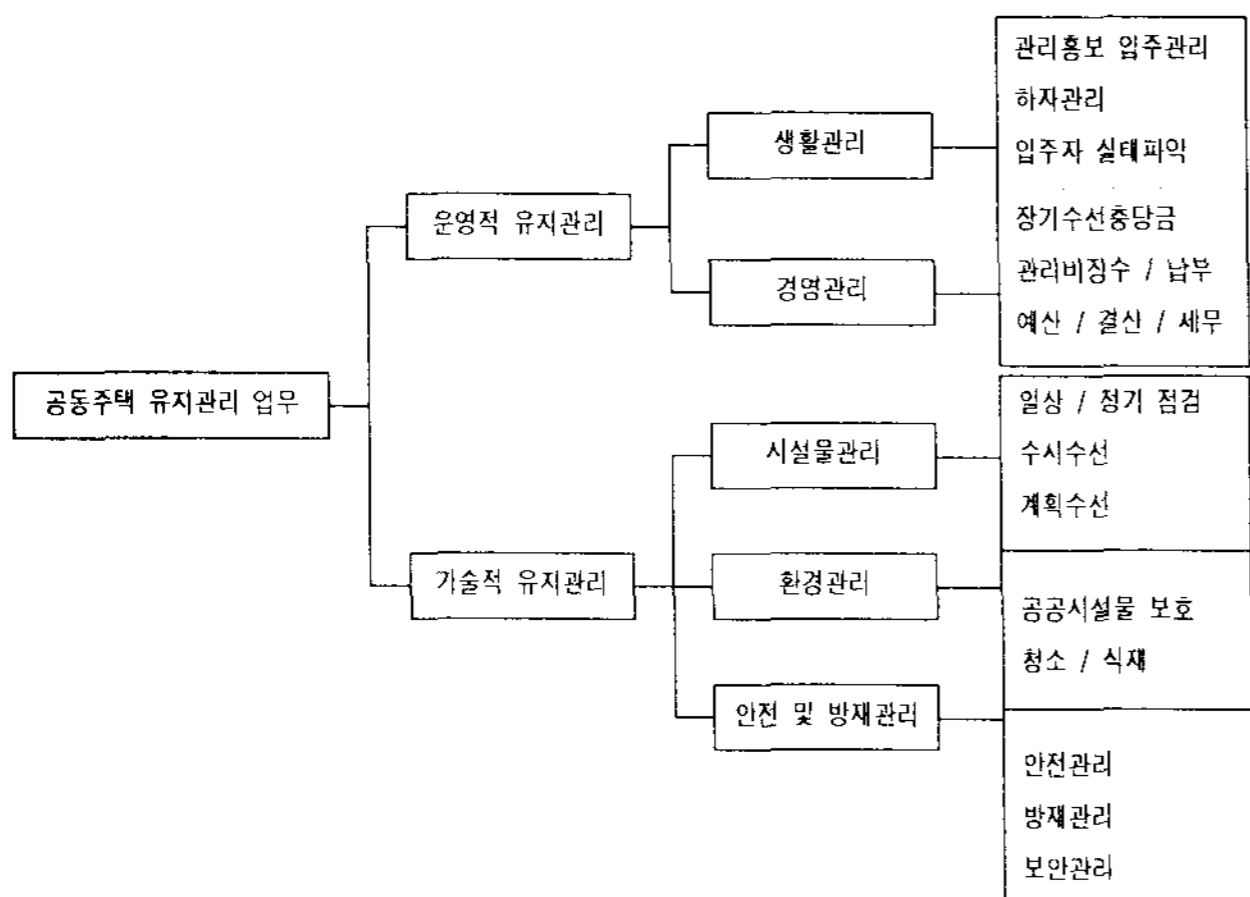 공동주택 유지관리 업무
운영적 유지관리
생활관리
관리홍보 입주관리
하자관리
입주자 실태파악
경영관리
장기수선충당금
관리비징수 / 납부
예산 / 결산 / 세무
기술적 유지관리
시설물관리
일상 / 정기 점검
수시수선
계획수선
환경관리
공공시설물 보호
청소 / 식재
안전 및 방재관리
안전관리
방재관리
보안관리